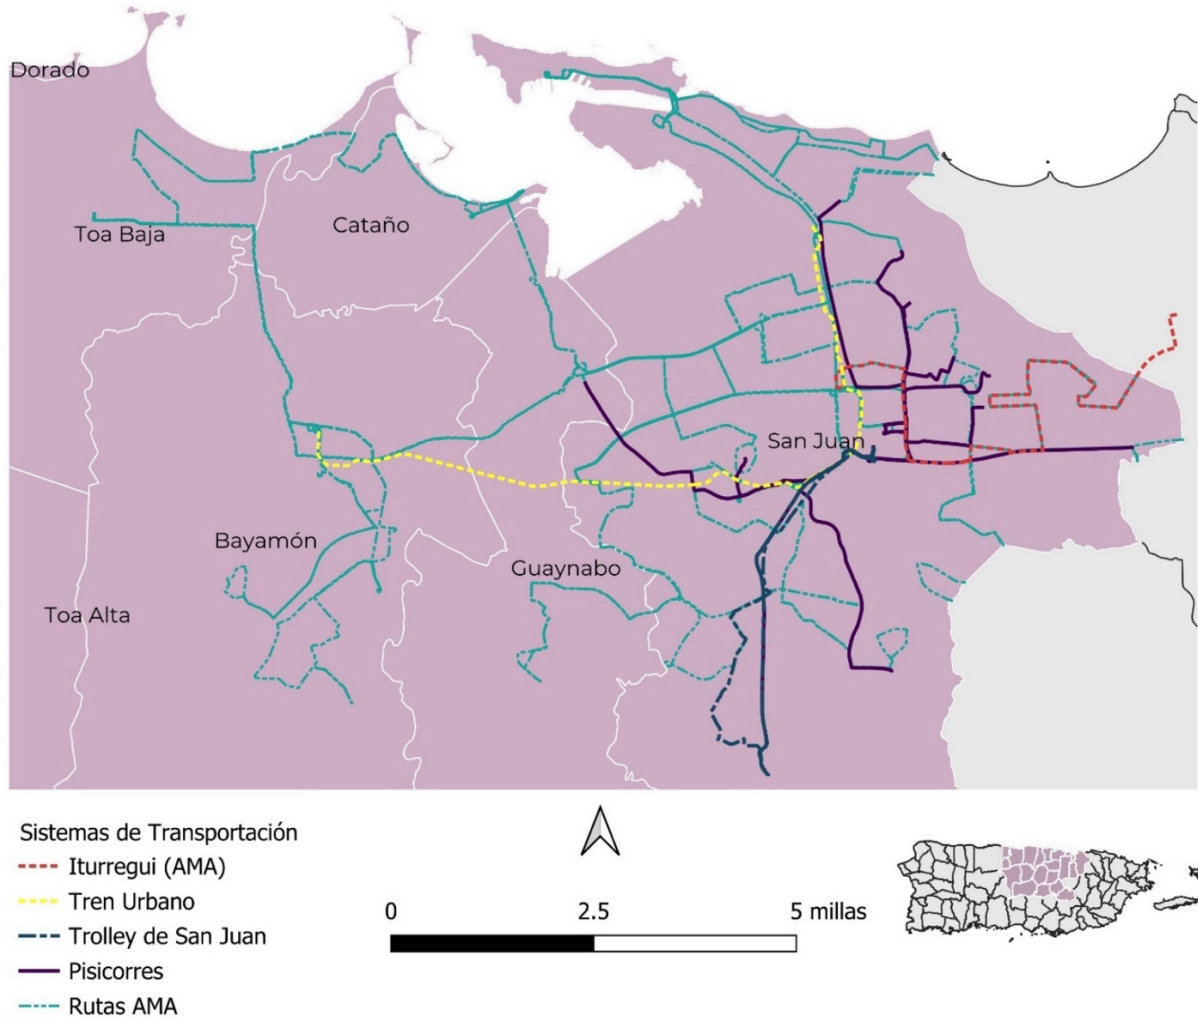 Dorado
Toa Baja
Cataño
San Juan
Bayamón
Guaynabo
Toa Alta
Sistemas de Transportación
Iturregui (AMA)
Tren Urbano
Trolley de San Juan
Pisicorres
Rutas AMA
0 2.5 5 millas